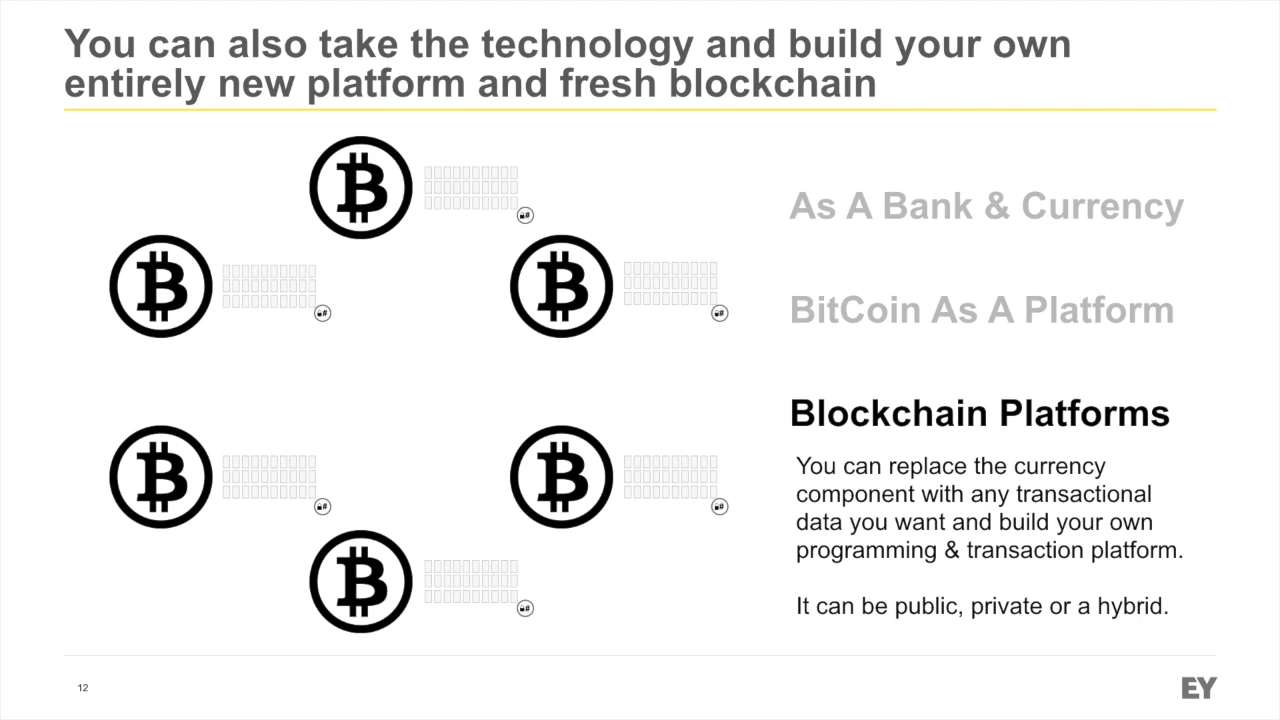 You can also take the technology and build your own
entirely new platform and fresh blockchain
As A Bank & Currency
BitCoin As A Platform
Blockchain Platforms
You can replace the currency
component with any transactional
data you want and build your own
programming & transaction platform.
It can be public, private or a hybrid.
12
EY